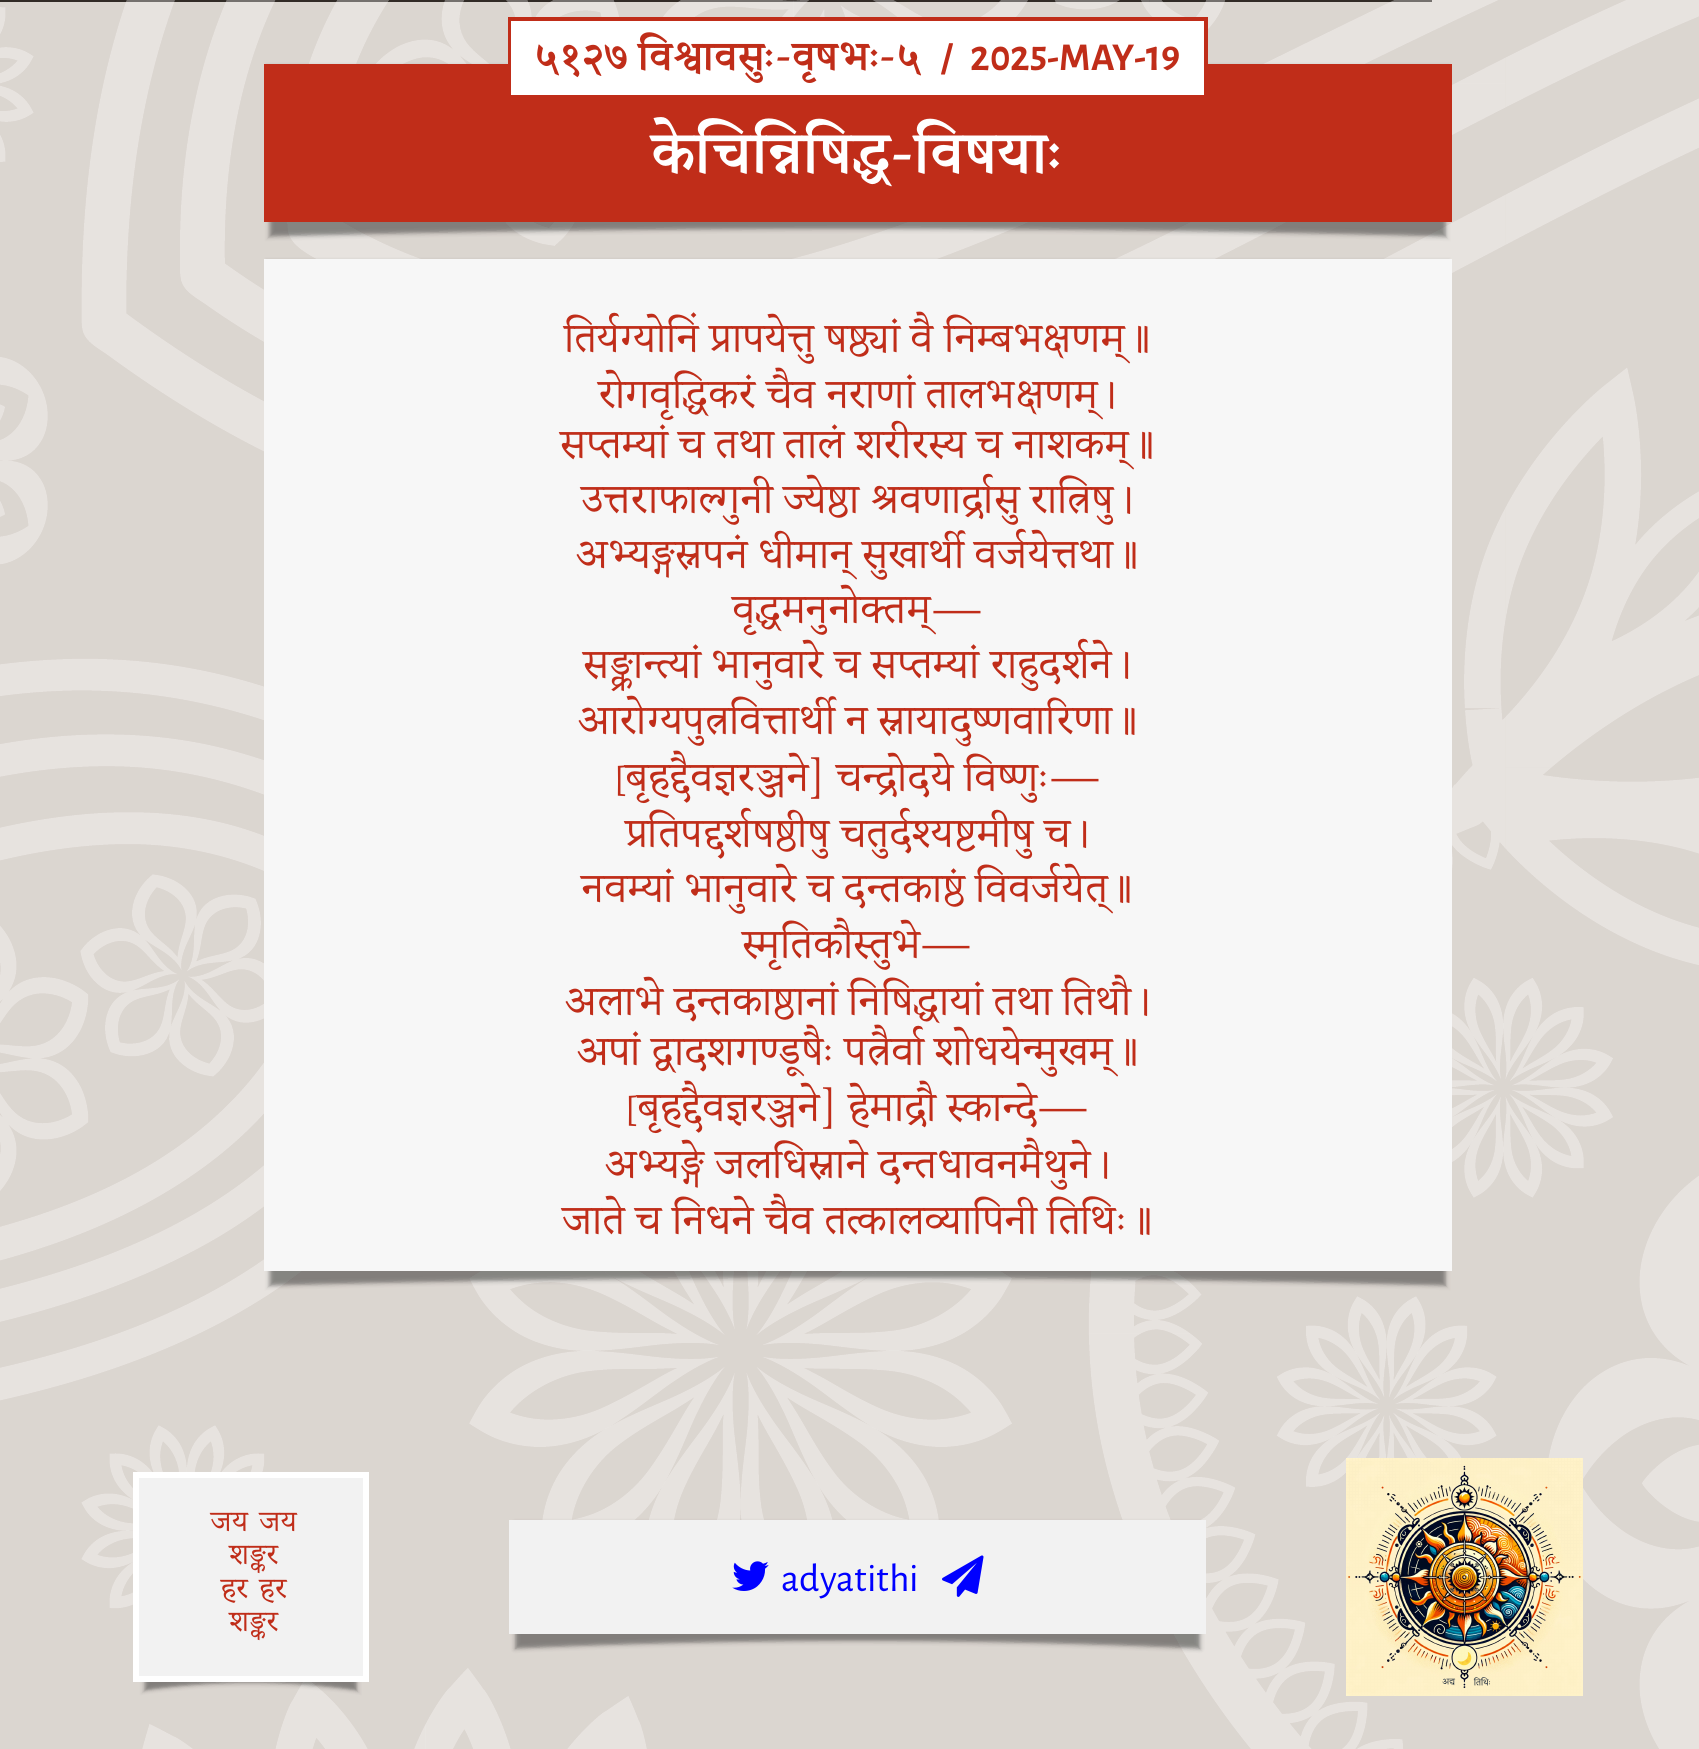 ५१२७ विश्वावसुः-वृषभः-५ / 2025-MAY-19
केचिन्निषिद्ध-विषयाः
तिर्यग्योनिं प्रापयेत्तु षष्ठ्यां वै निम्बभक्षणम्॥
रोगवृद्धिकरं चैव नराणां तालभक्षणम्।
सप्तम्यां च तथा तालं शरीरस्य च नाशकम्॥
उत्तराफाल्गुनी ज्येष्ठा श्रवणार्द्रासु रात्रिषु।
अभ्यङ्गस्नपनं धीमान् सुखार्थी वर्जयेत्तथा॥
वृद्धमनुनोक्तम्—
सङ्क्रान्त्यां भानुवारे च सप्तम्यां राहुदर्शने।
आरोग्यपुत्रवित्तार्थी न स्नायादुष्णवारिणा॥
[बृहद्दैवज्ञरञ्जने] चन्द्रोदये विष्णुः—
प्रतिपद्दर्शषष्ठीषु चतुर्दश्यष्टमीषु च।
नवम्यां भानुवारे च दन्तकाष्ठं विवर्जयेत्॥
स्मृतिकौस्तुभे—
अलाभे दन्तकाष्ठानां निषिद्धायां तथा तिथौ।
अपां द्वादशगण्डूषैः पत्रैर्वा शोधयेन्मुखम्॥
[बृहद्दैवज्ञरञ्जने] हेमाद्रौ स्कान्दे—
अभ्यङ्गे जलधिस्नाने दन्तधावनमैथुने।
जाते च निधने चैव तत्कालव्यापिनी तिथिः॥
जय जय
शङ्कर
हर हर
शङ्कर
adyatithi
अद्य तिथिः